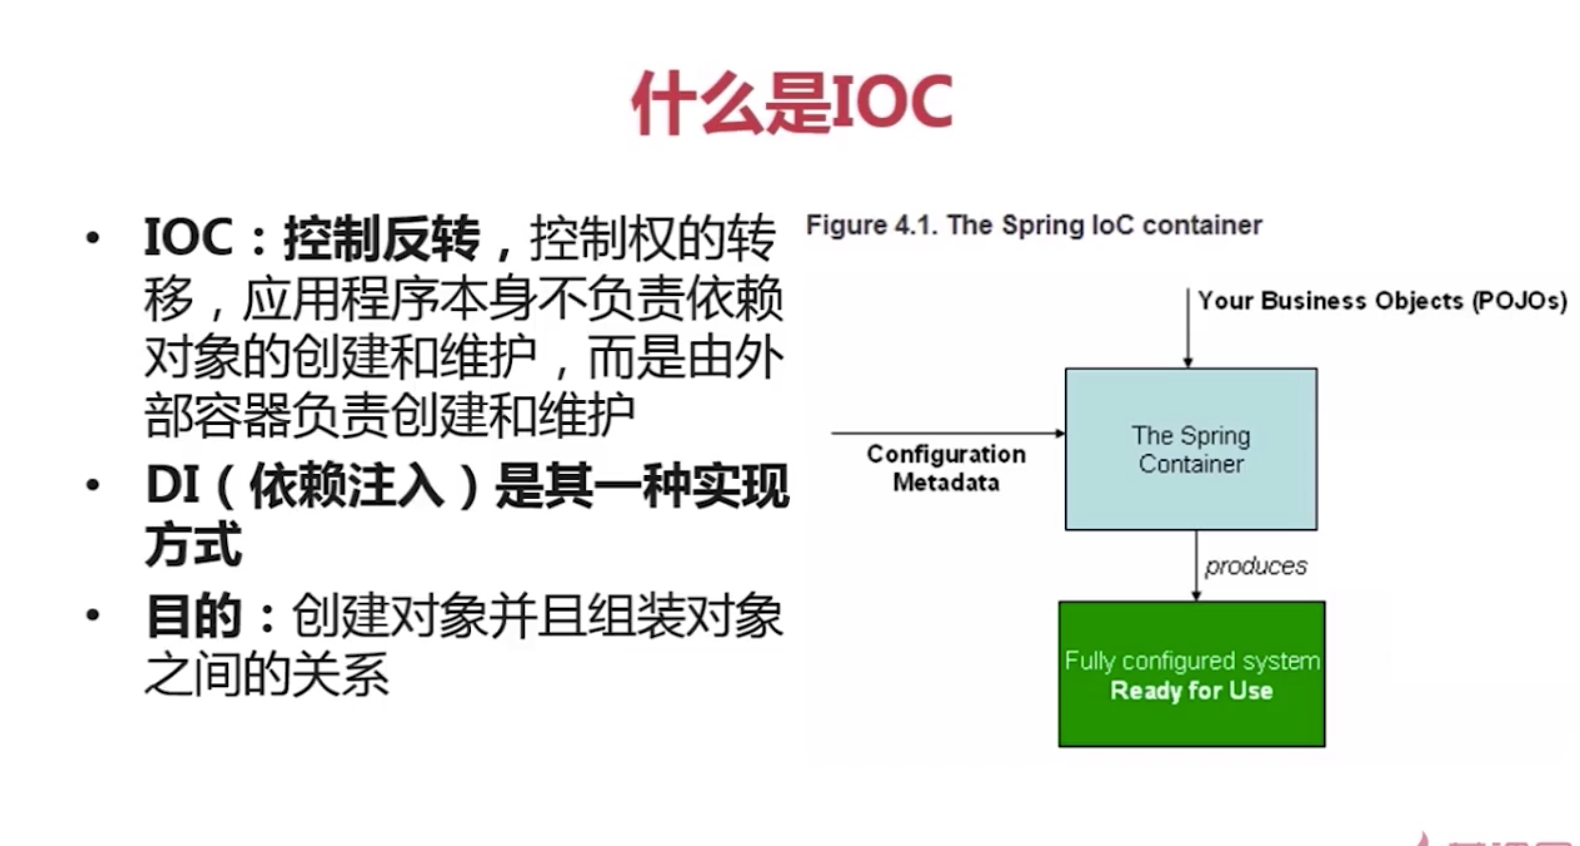 什么是IOC
• IOC：控制反转，控制权的转
移，应用程序本身不负责依赖
对象的创建和维护，而是由外
部容器负责创建和维护
• DI（依赖注入）是其一种实现
方式
• 目的：创建对象并且组装对象
之间的关系
Figure 4.1. The Spring IoC container
Your Business Objects (POJOs)
Configuration
Metadata
The Spring
Container
produces
Fully configured system
Ready for Use